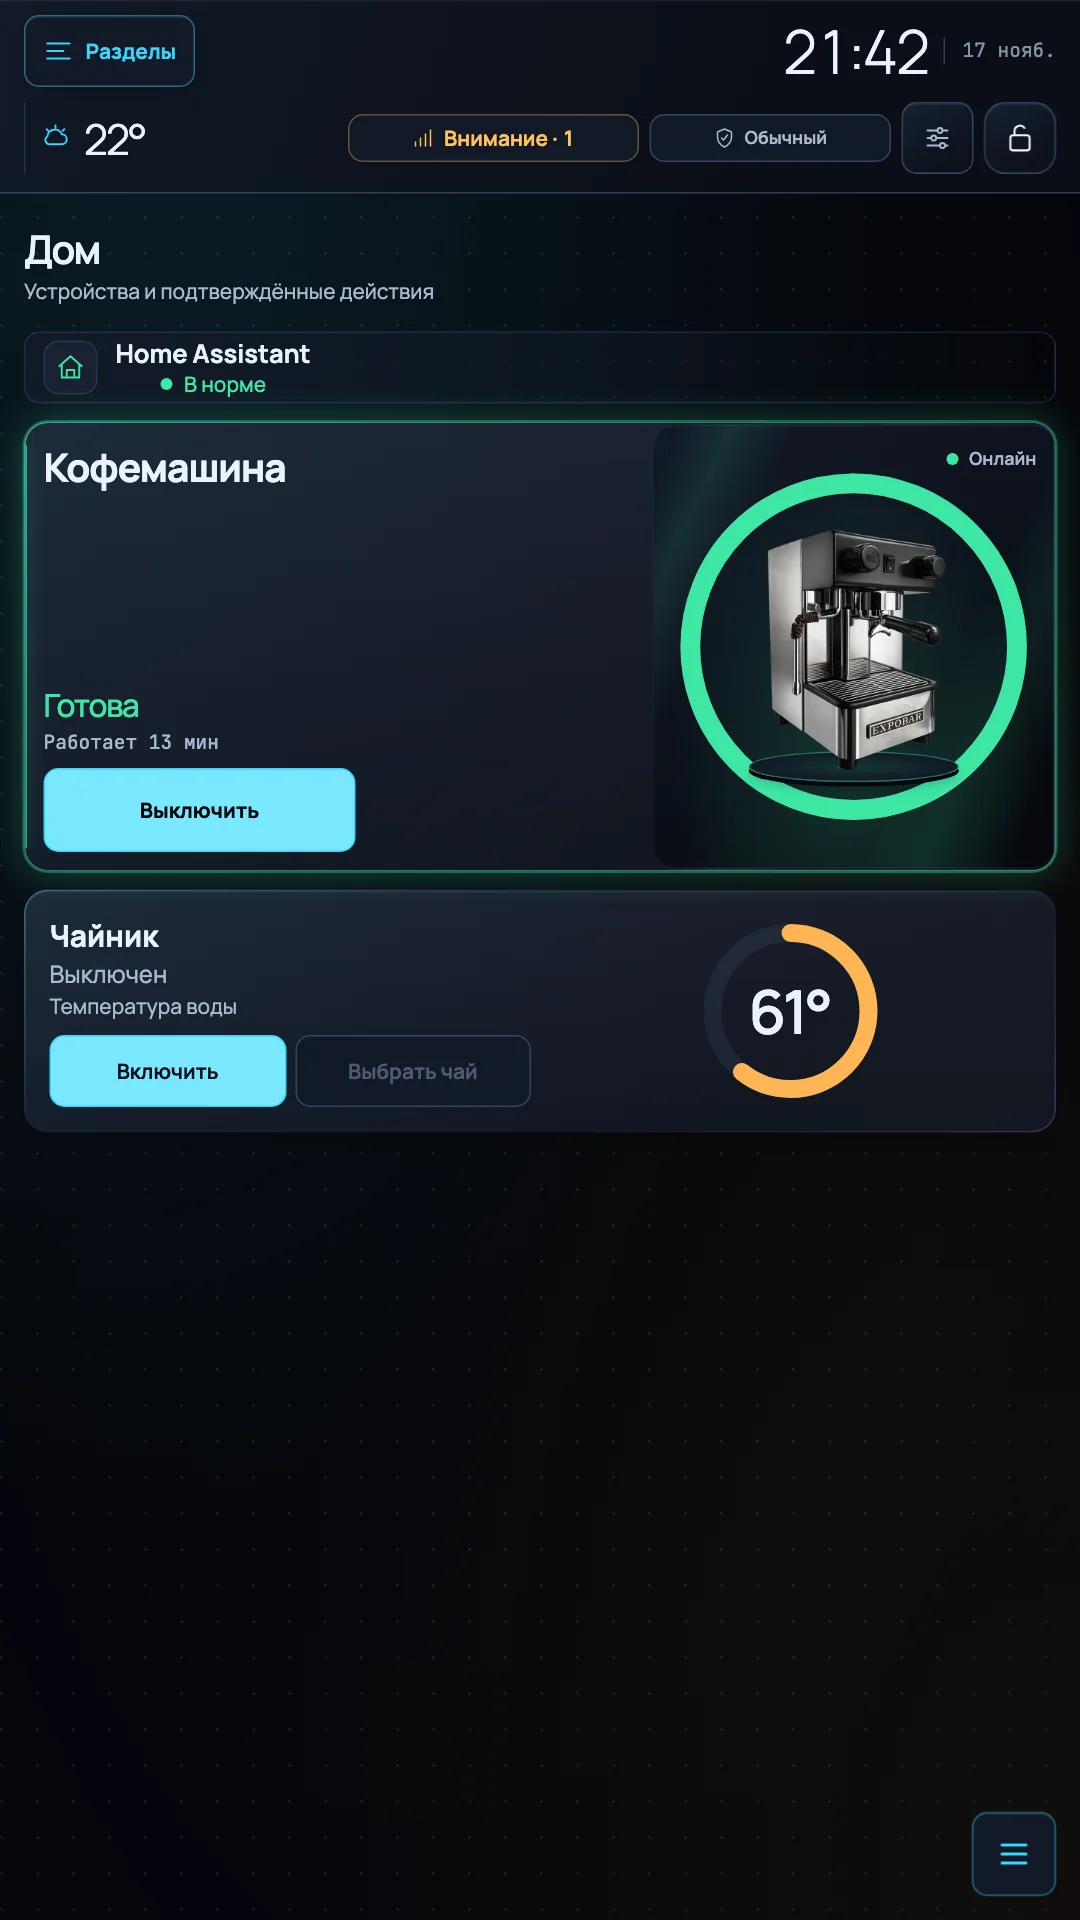 Разделы
21:42
17 нояб.
22°
Внимание · 1
Обычный
Дом
Устройства и подтверждённые действия
Home Assistant
В норме
Кофемашина
Онлайн
EXPOBAR
Готова
Работает 13 мин
Выключить
Чайник
Выключен
Температура воды
61°
Включить
Выбрать чай